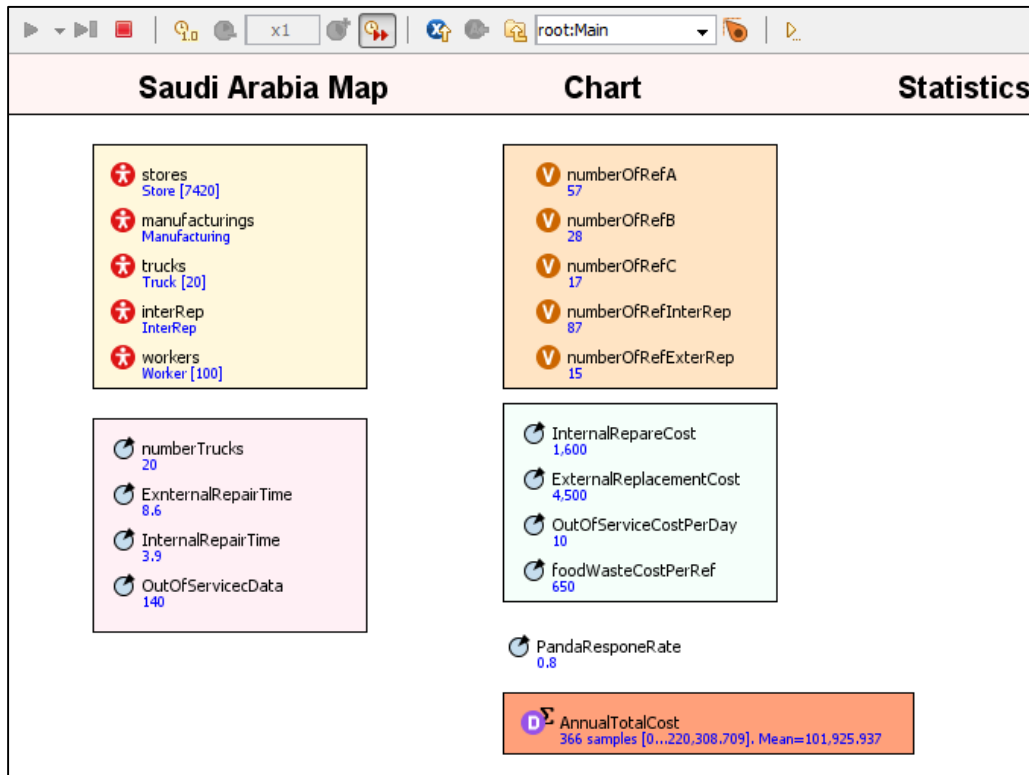 1.0
x1
root:Main
Saudi Arabia Map
Chart
Statistics
stores
Store [7420]
manufacturings
Manufacturing
trucks
Truck [20]
interRep
InterRep
workers
Worker [100]
numberOfRefA
57
numberOfRefB
28
numberOfRefC
17
numberOfRefInterRep
87
numberOfRefExterRep
15
numberTrucks
20
ExnternalRepairTime
8.6
InternalRepairTime
3.9
OutOfServicecData
140
InternalRepareCost
1,600
ExternalReplacementCost
4,500
OutOfServiceCostPerDay
10
foodWasteCostPerRef
650
PandaResponeRate
0.8
AnnualTotalCost
366 samples [0...220,308.709]. Mean=101,925.937